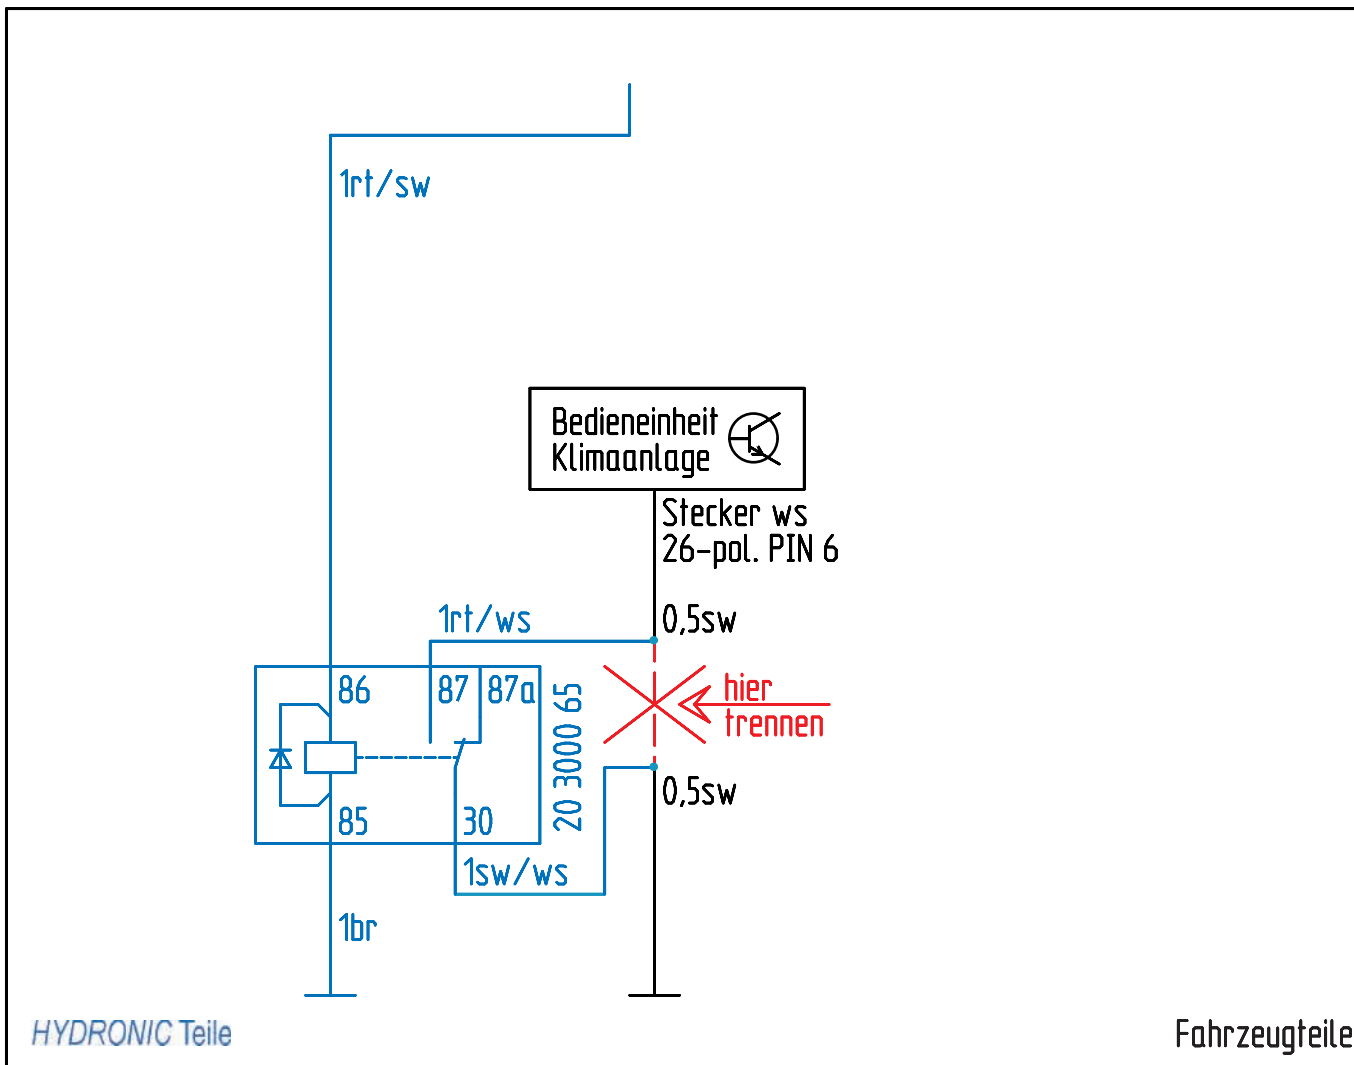 1rt/sw
Bedieneinheit
Klimaanlage
Stecker ws
26-pol. PIN 6
1rt/ws
0,5sw
86
87
87a
20 3000 65
hier
trennen
0,5sw
85
30
1sw/ws
1br
HYDRONIC Teile
Fahrzeugteile